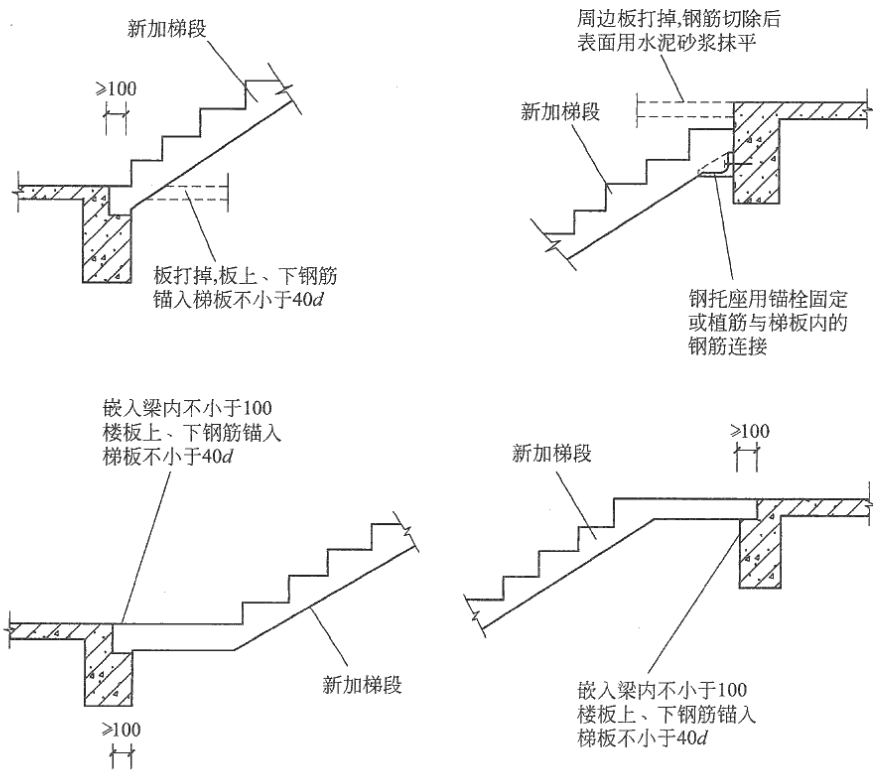 新加梯段
≥100
板打掉,板上、下钢筋
锚入梯板不小于40d
周边板打掉,钢筋切除后
表面用水泥砂浆抹平
新加梯段
钢托座用锚栓固定
或植筋与梯板内的
钢筋连接
嵌入梁内不小于100
楼板上、下钢筋锚入
梯板不小于40d
新加梯段
≥100
≥100
新加梯段
嵌入梁内不小于100
楼板上、下钢筋锚入
梯板不小于40d